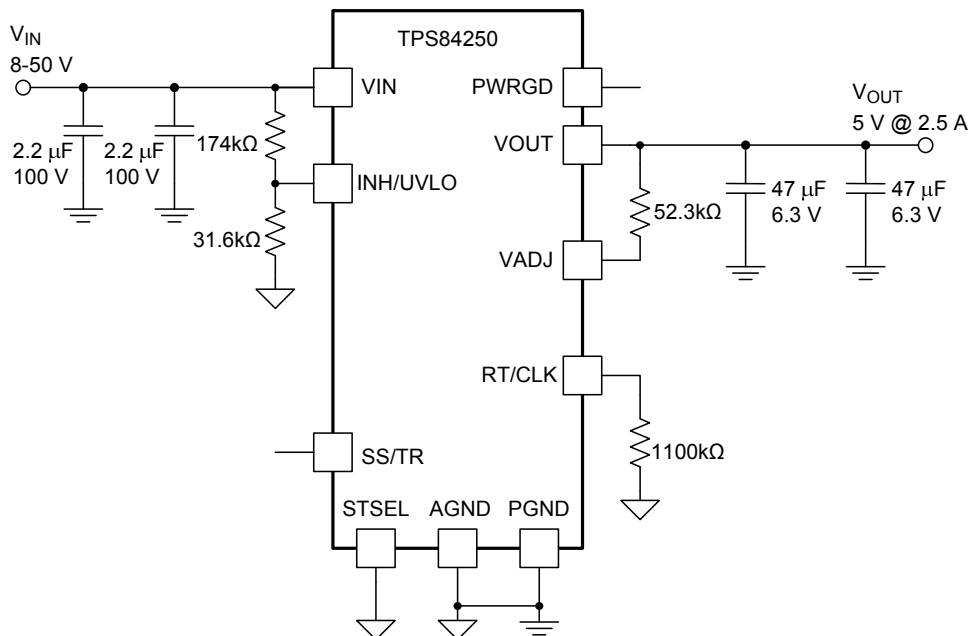 TPS84250
VIN
8-50 V
VIN
PWRGD
VOUT
5 V @ 2.5 A
VOUT
2.2 µF
100 V
2.2 µF
100 V
174kΩ
INH/UVLO
31.6kΩ
52.3kΩ
47 µF
6.3 V
47 µF
6.3 V
VADJ
RT/CLK
1100kΩ
SS/TR
STSEL
AGND
PGND